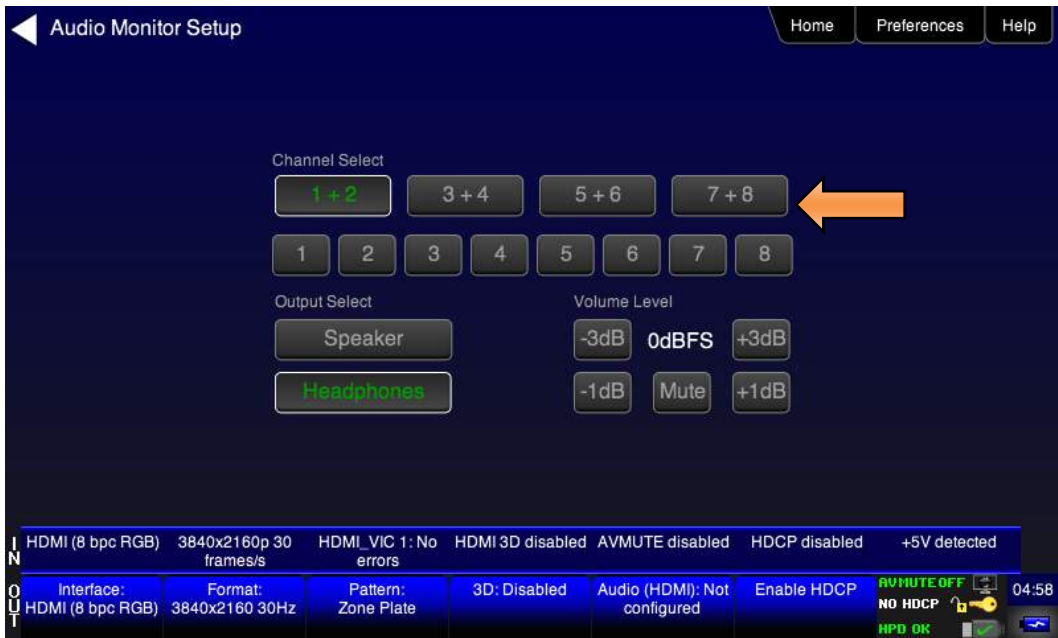 Audio Monitor Setup
Home
Preferences
Help
Channel Select
1 + 2
3 + 4
5 + 6
7 + 8
1
2
3
4
5
6
7
8
Output Select
Volume Level
Speaker
-3dB
0dBFS
+3dB
Headphones
-1dB
Mute
+1dB
IN
HDMI (8 bpc RGB)
3840x2160p 30
frames/s
HDMI_VIC 1: No
errors
HDMI 3D disabled
AVMUTE disabled
HDCP disabled
+5V detected
OUT
Interface:
HDMI (8 bpc RGB)
Format:
3840x2160 30Hz
Pattern:
Zone Plate
3D: Disabled
Audio (HDMI): Not
configured
Enable HDCP
AVMUTE OFF
NO HDCP
HPD OK
04:58